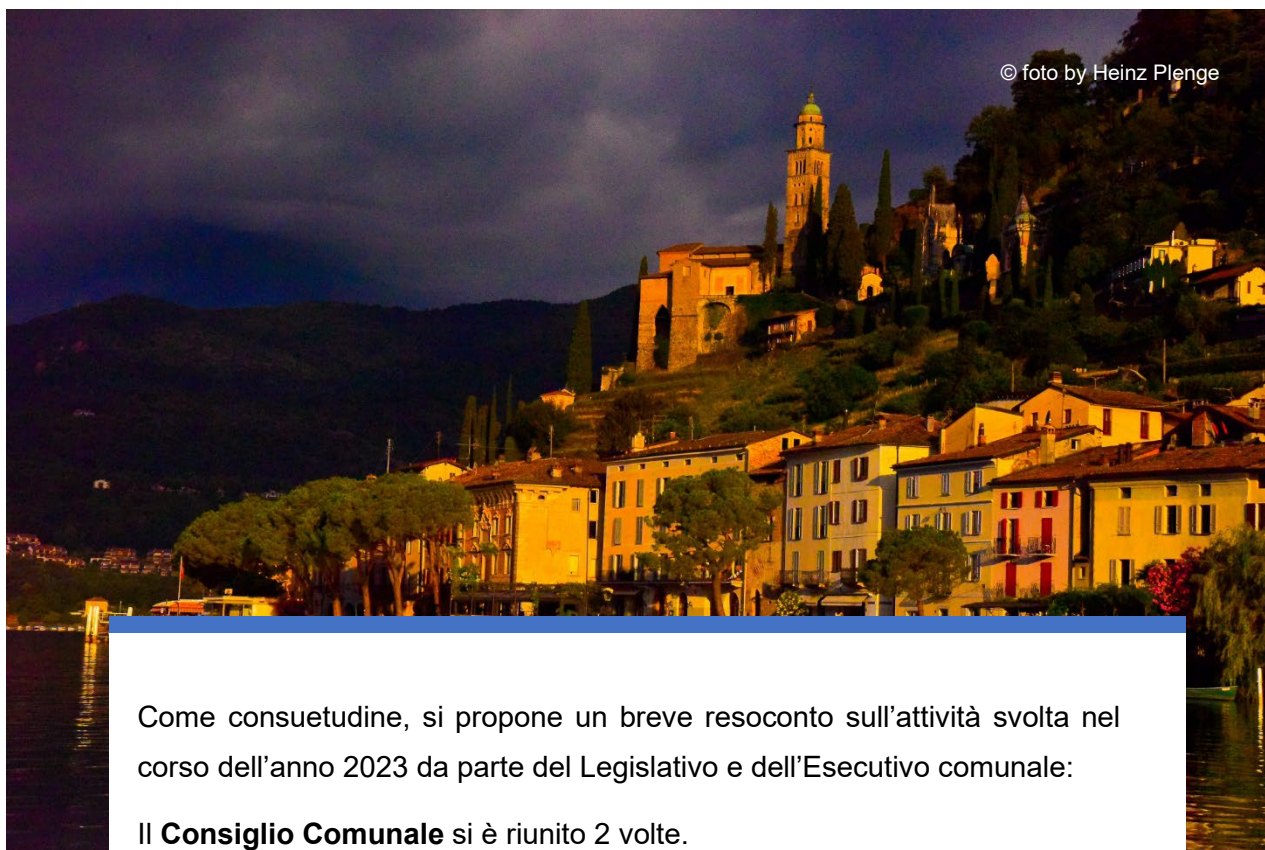 © foto by Heinz Plenge
Come consuetudine, si propone un breve resoconto sull’attività svolta nel
corso dell’anno 2023 da parte del Legislativo e dell’Esecutivo comunale:
Il Consiglio Comunale si è riunito 2 volte.